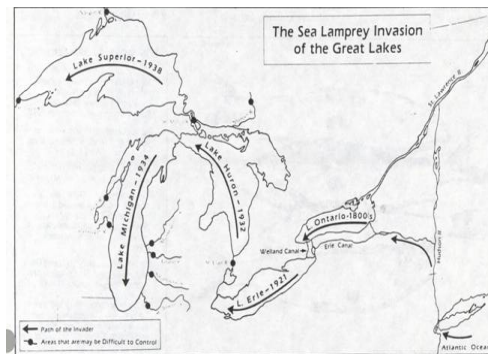 The Sea Lamprey Invasion
of the Great Lakes
Lake Superior-1938
St. Lawrence R
Lake Huron-1932
Lake Michigan-1934
L. Ontario-1800's
Welland Canal
Erie Canal
Hudson R
L. Erie-1921
Path of the Invader
Areas that are may be Difficult to Control
Atlantic Ocean